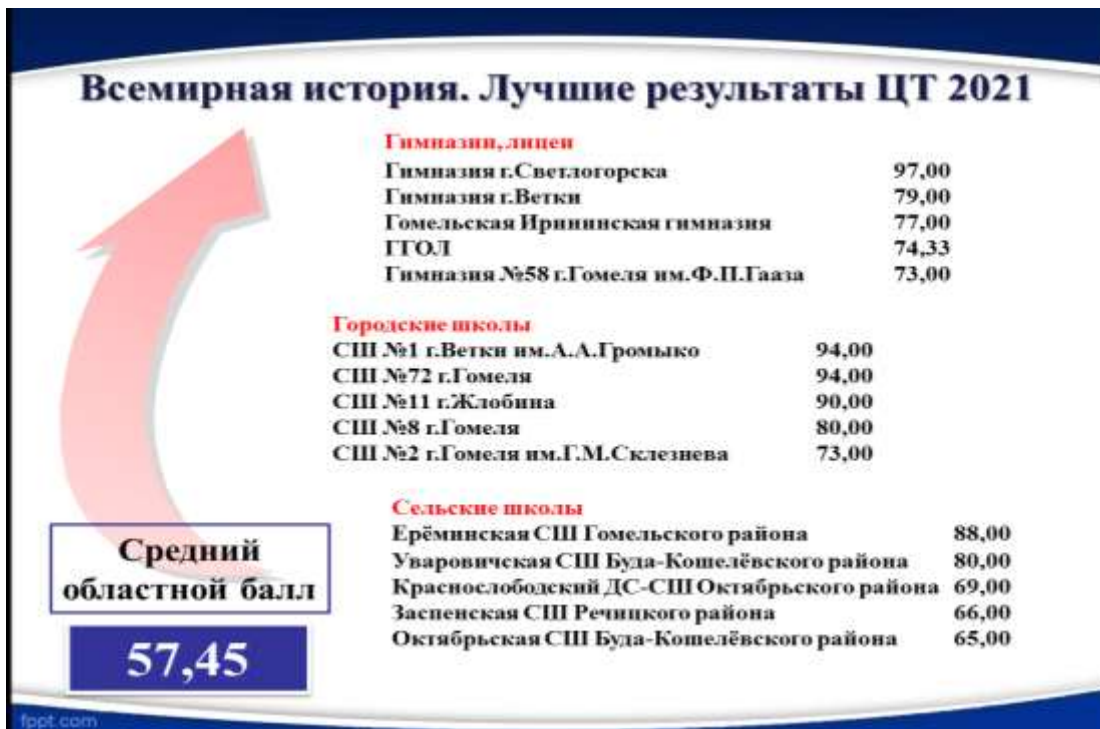 Всемирная история. Лучшие результаты ЦТ 2021
Гимназии, лицеи
Гимназия г.Светлогорска 97,00
Гимназия г.Ветки 79,00
Гомельская Ирининская гимназия 77,00
ГГОЛ 74,33
Гимназия №58 г.Гомеля им.Ф.П.Гааза 73,00
Городские школы
СШ №1 г.Ветки им.А.А.Громыко 94,00
СШ №72 г.Гомеля 94,00
СШ №11 г.Жлобина 90,00
СШ №8 г.Гомеля 80,00
СШ №2 г.Гомеля им.Г.М.Склезнева 73,00
Сельские школы
Ерёминская СШ Гомельского района 88,00
Уваровичская СШ Буда-Кошелёвского района 80,00
Краснослободский ДС-СШ Октябрьского района 69,00
Заспенская СШ Речицкого района 66,00
Октябрьская СШ Буда-Кошелёвского района 65,00
Средний
областной балл
57,45
fppt.com